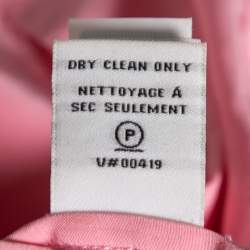 DRY CLEAN ONLY
NETTOYAGE Á
SEC SEULEMENT
P
V#00419